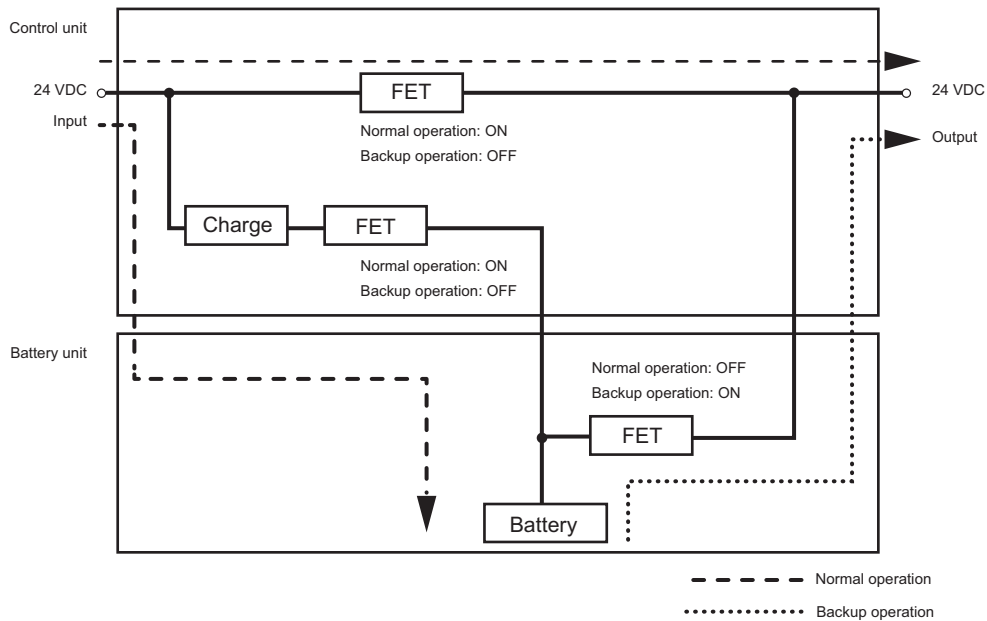 Control unit
24 VDC
FET
24 VDC
Input
Normal operation: ON
Backup operation: OFF
Output
Charge
FET
Normal operation: ON
Backup operation: OFF
Battery unit
Normal operation: OFF
Backup operation: ON
FET
Battery
Normal operation
Backup operation